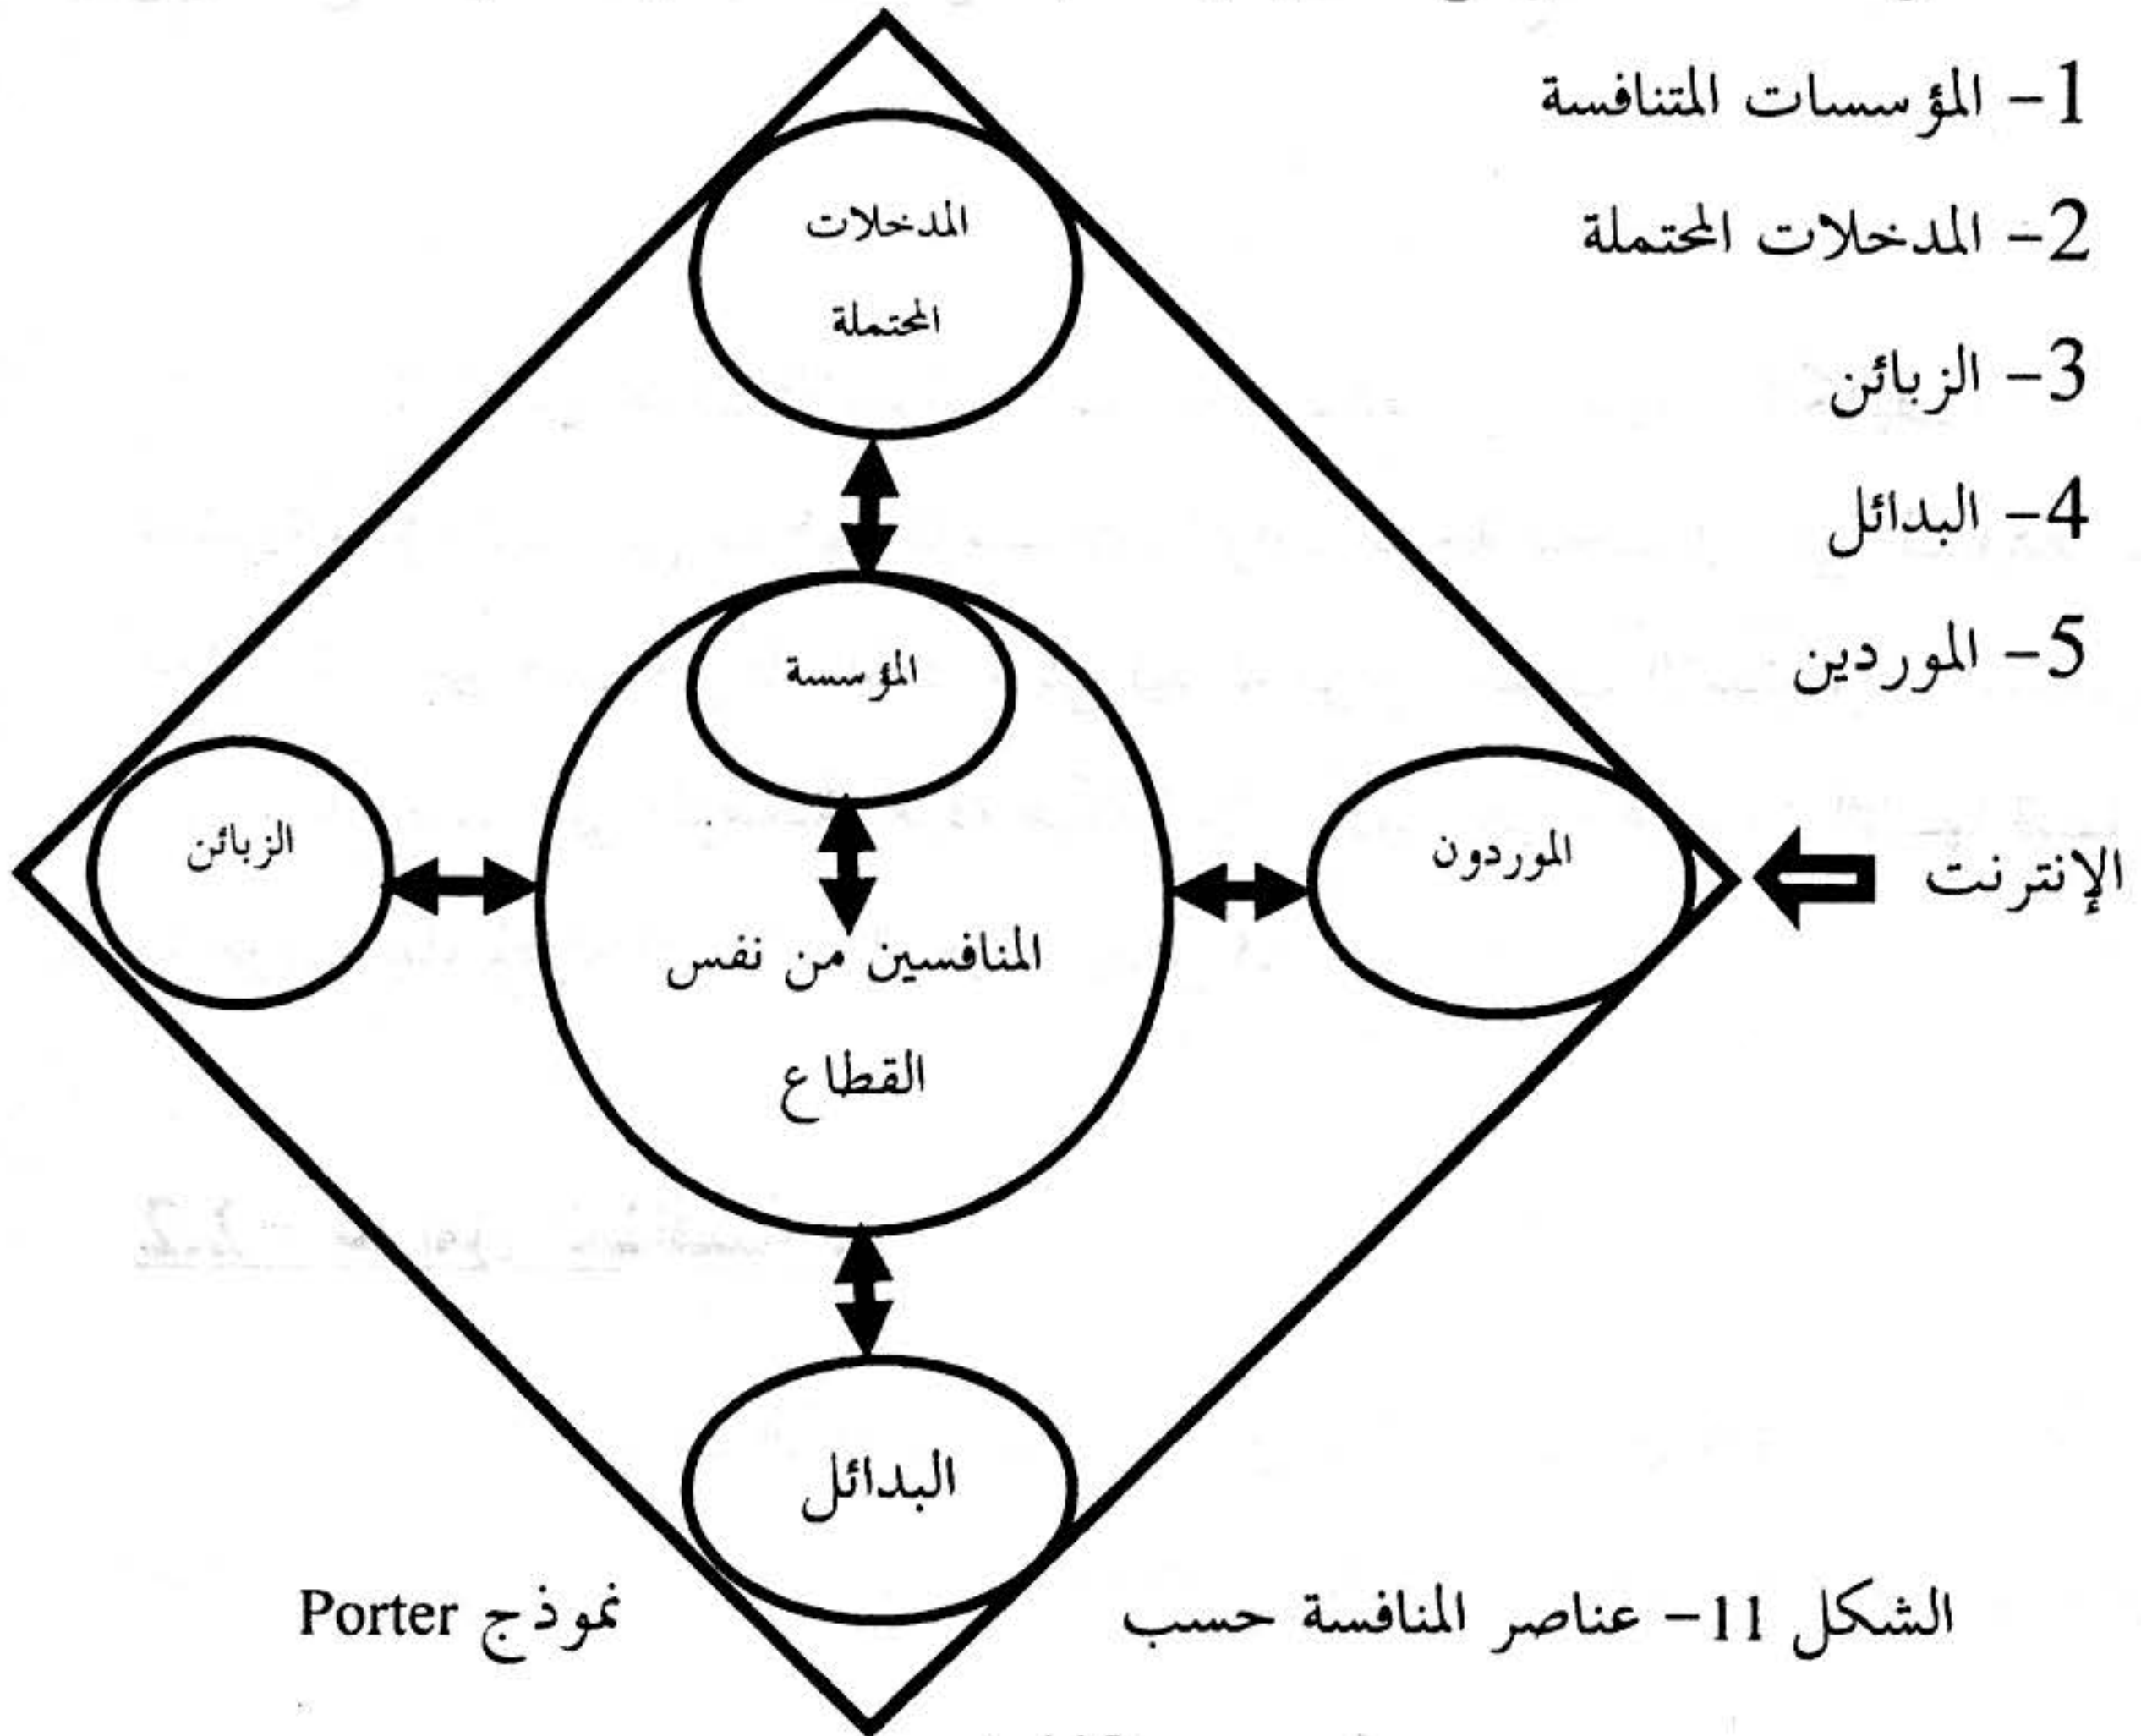 1- المؤسسات المتنافسة
2- المدخلات المحتملة
3- الزبائن
4- البدائل
5- الموردين
المدخلات
المحتملة
المؤسسة
الموردون
الزبائن
الإنترنت
المنافسين من نفس
القطاع
البدائل
الشكل 11- عناصر المنافسة حسب نموذج Porter